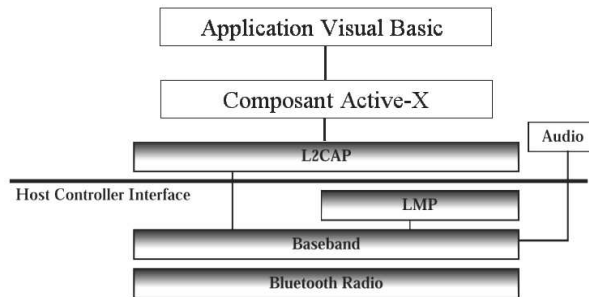 Application Visual Basic
Composant Active-X
Audio
L2CAP
Host Controller Interface
LMP
Baseband
Bluetooth Radio